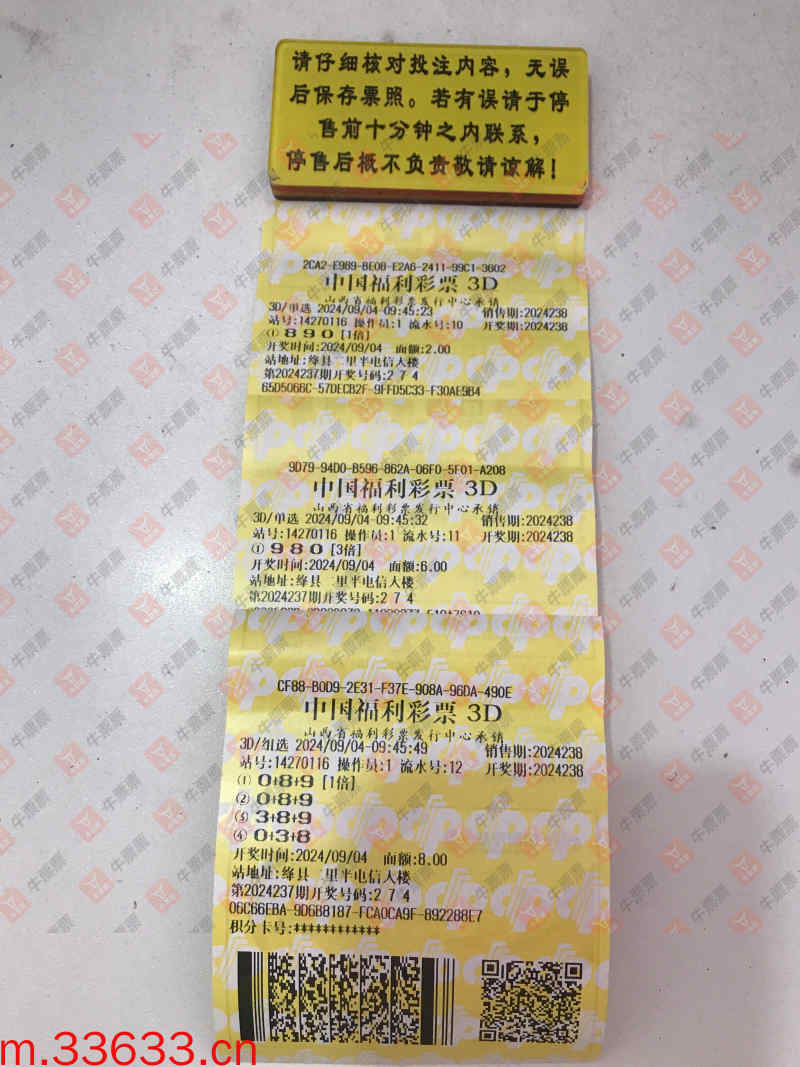 请仔细核对投注内容，无误
后保存票照。若有误请于停
售前十分钟之内联系，
停售后概不负责敬请谅解！
2CA2-E989-BE08-E2A6-2411-99C1-3602
中国福利彩票 3D
山西省福利彩票发行中心承销
3D/单选 2024/09/04-09:45:23 销售期:2024238
站号:14270116 操作员:1 流水号:10 开奖期:2024238
① 8 9 0 [1倍]
开奖时间:2024/09/04 面额:2.00
站地址:绛县二里半电信大楼
第2024237期开奖号码:2 7 4
65D5066C-57DECB2F-9FFD5C33-F30AE9B4
9D79-94D0-B596-862A-06F0-5F01-A208
中国福利彩票 3D
山西省福利彩票发行中心承销
3D/单选 2024/09/04-09:45:32 销售期:2024238
站号:14270116 操作员:1 流水号:11 开奖期:2024238
① 9 8 0 [3倍]
开奖时间:2024/09/04 面额:6.00
站地址:绛县二里半电信大楼
第2024237期开奖号码:2 7 4
CF88-B0D9-2E31-F37E-908A-96DA-490E
中国福利彩票 3D
山西省福利彩票发行中心承销
3D/组选 2024/09/04-09:45:49 销售期:2024238
站号:14270116 操作员:1 流水号:12 开奖期:2024238
① 0+8+9 [1倍]
② 0+8+9
③ 3+8+9
④ 0+3+8
开奖时间:2024/09/04 面额:8.00
站地址:绛县二里半电信大楼
第2024237期开奖号码:2 7 4
06C66EBA-9D6B8187-FCA0CA9F-892288E7
积分卡号:************
m.33633.cn
牛票票